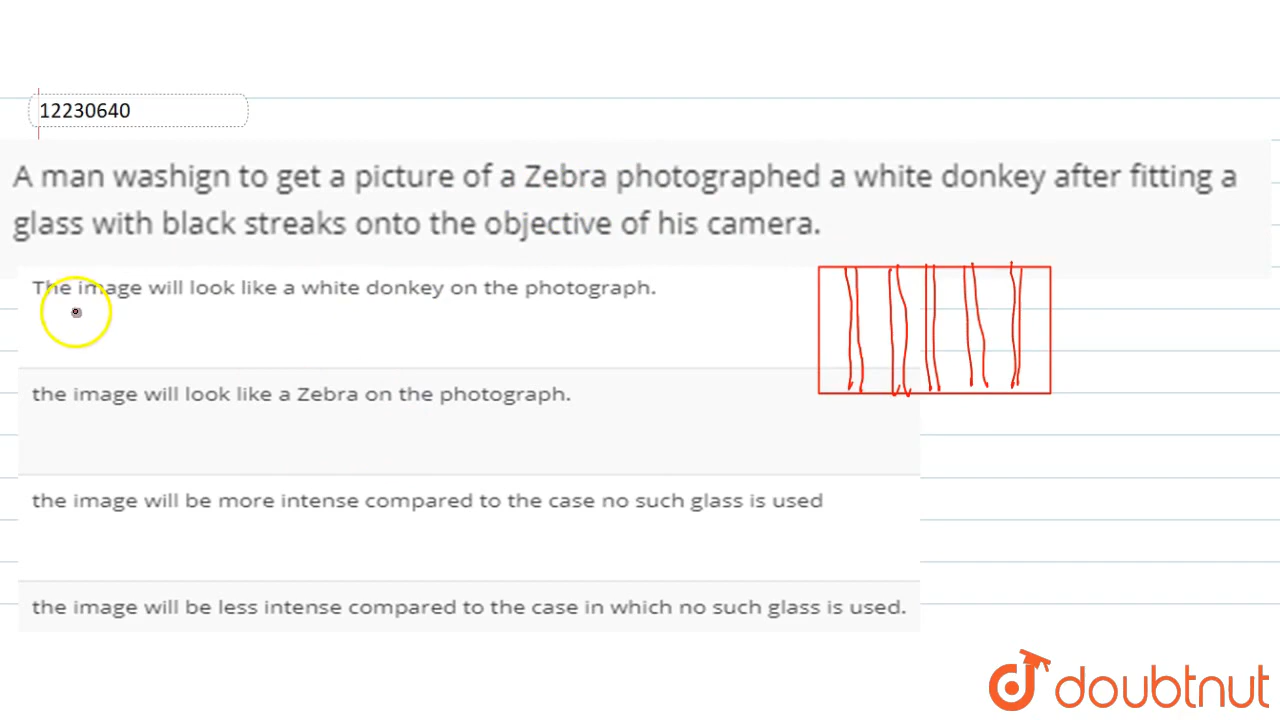 12230640
A man washign to get a picture of a Zebra photographed a white donkey after fitting a
glass with black streaks onto the objective of his camera.
The image will look like a white donkey on the photograph.
the image will look like a Zebra on the photograph.
the image will be more intense compared to the case no such glass is used
the image will be less intense compared to the case in which no such glass is used.
doubtnut